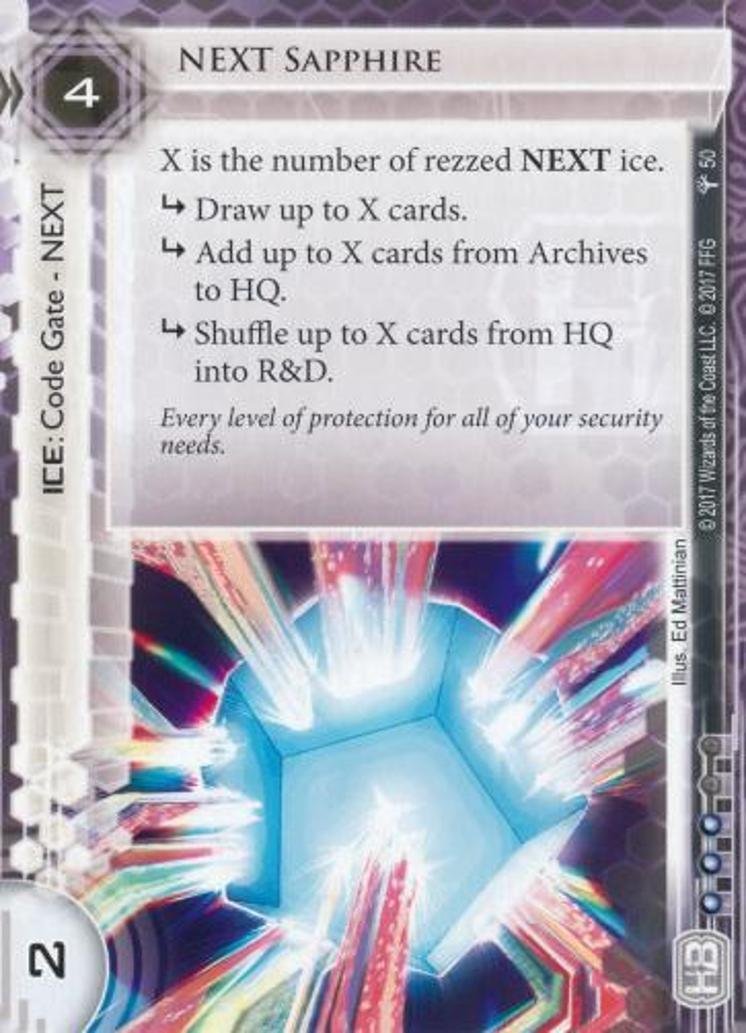 NEXT SAPPHIRE
4
X is the number of rezzed NEXT ice.
↳ Draw up to X cards.
↳ Add up to X cards from Archives
to HQ.
↳ Shuffle up to X cards from HQ
into R&D.
Every level of protection for all of your security
needs.
ICE: Code Gate - NEXT
2
50
© 2017 Wizards of the Coast LLC. © 2017 FFG
Illus. Ed Mattinian
HB